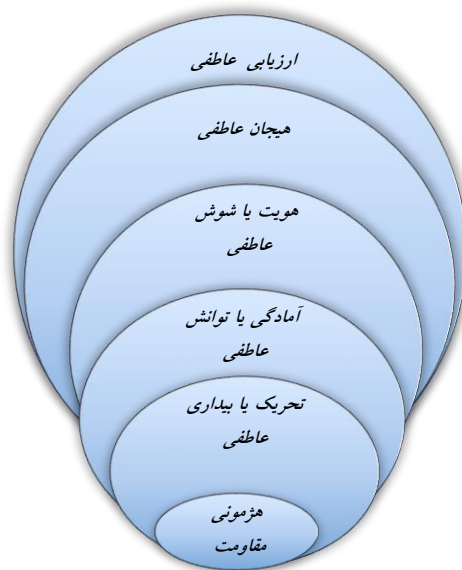 ارزیابی عاطفی
هیجان عاطفی
هویت یا شوش
عاطفی
آمادگی یا توانش
عاطفی
تحریک یا بیداری
عاطفی
هژمونی
مقاومت